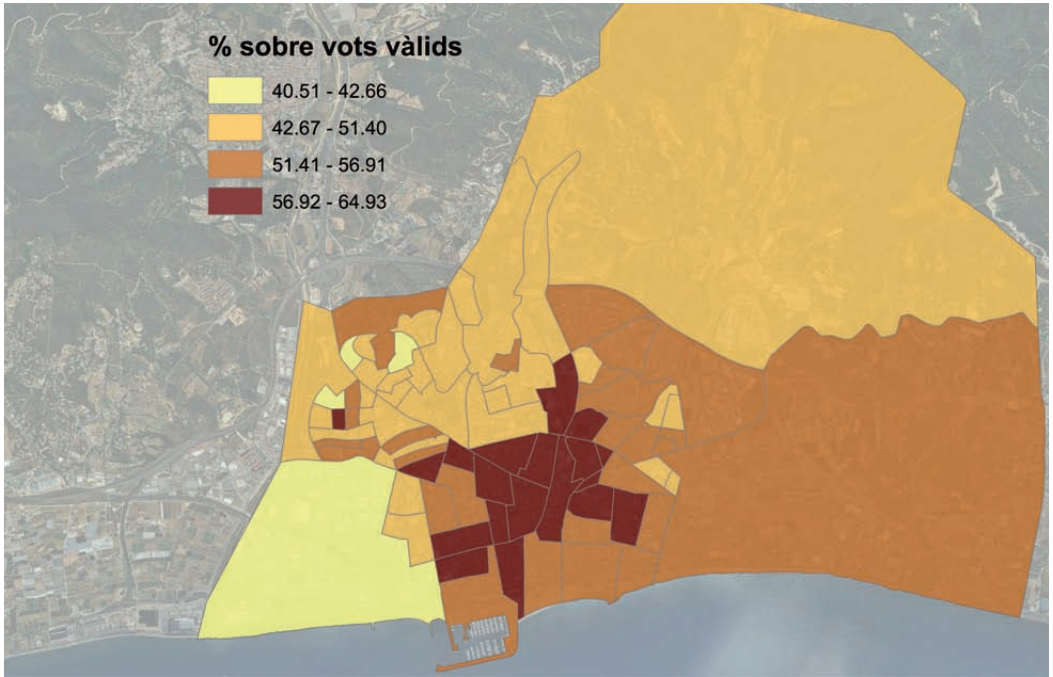 % sobre vots vàlids
40.51 - 42.66
42.67 - 51.40
51.41 - 56.91
56.92 - 64.93